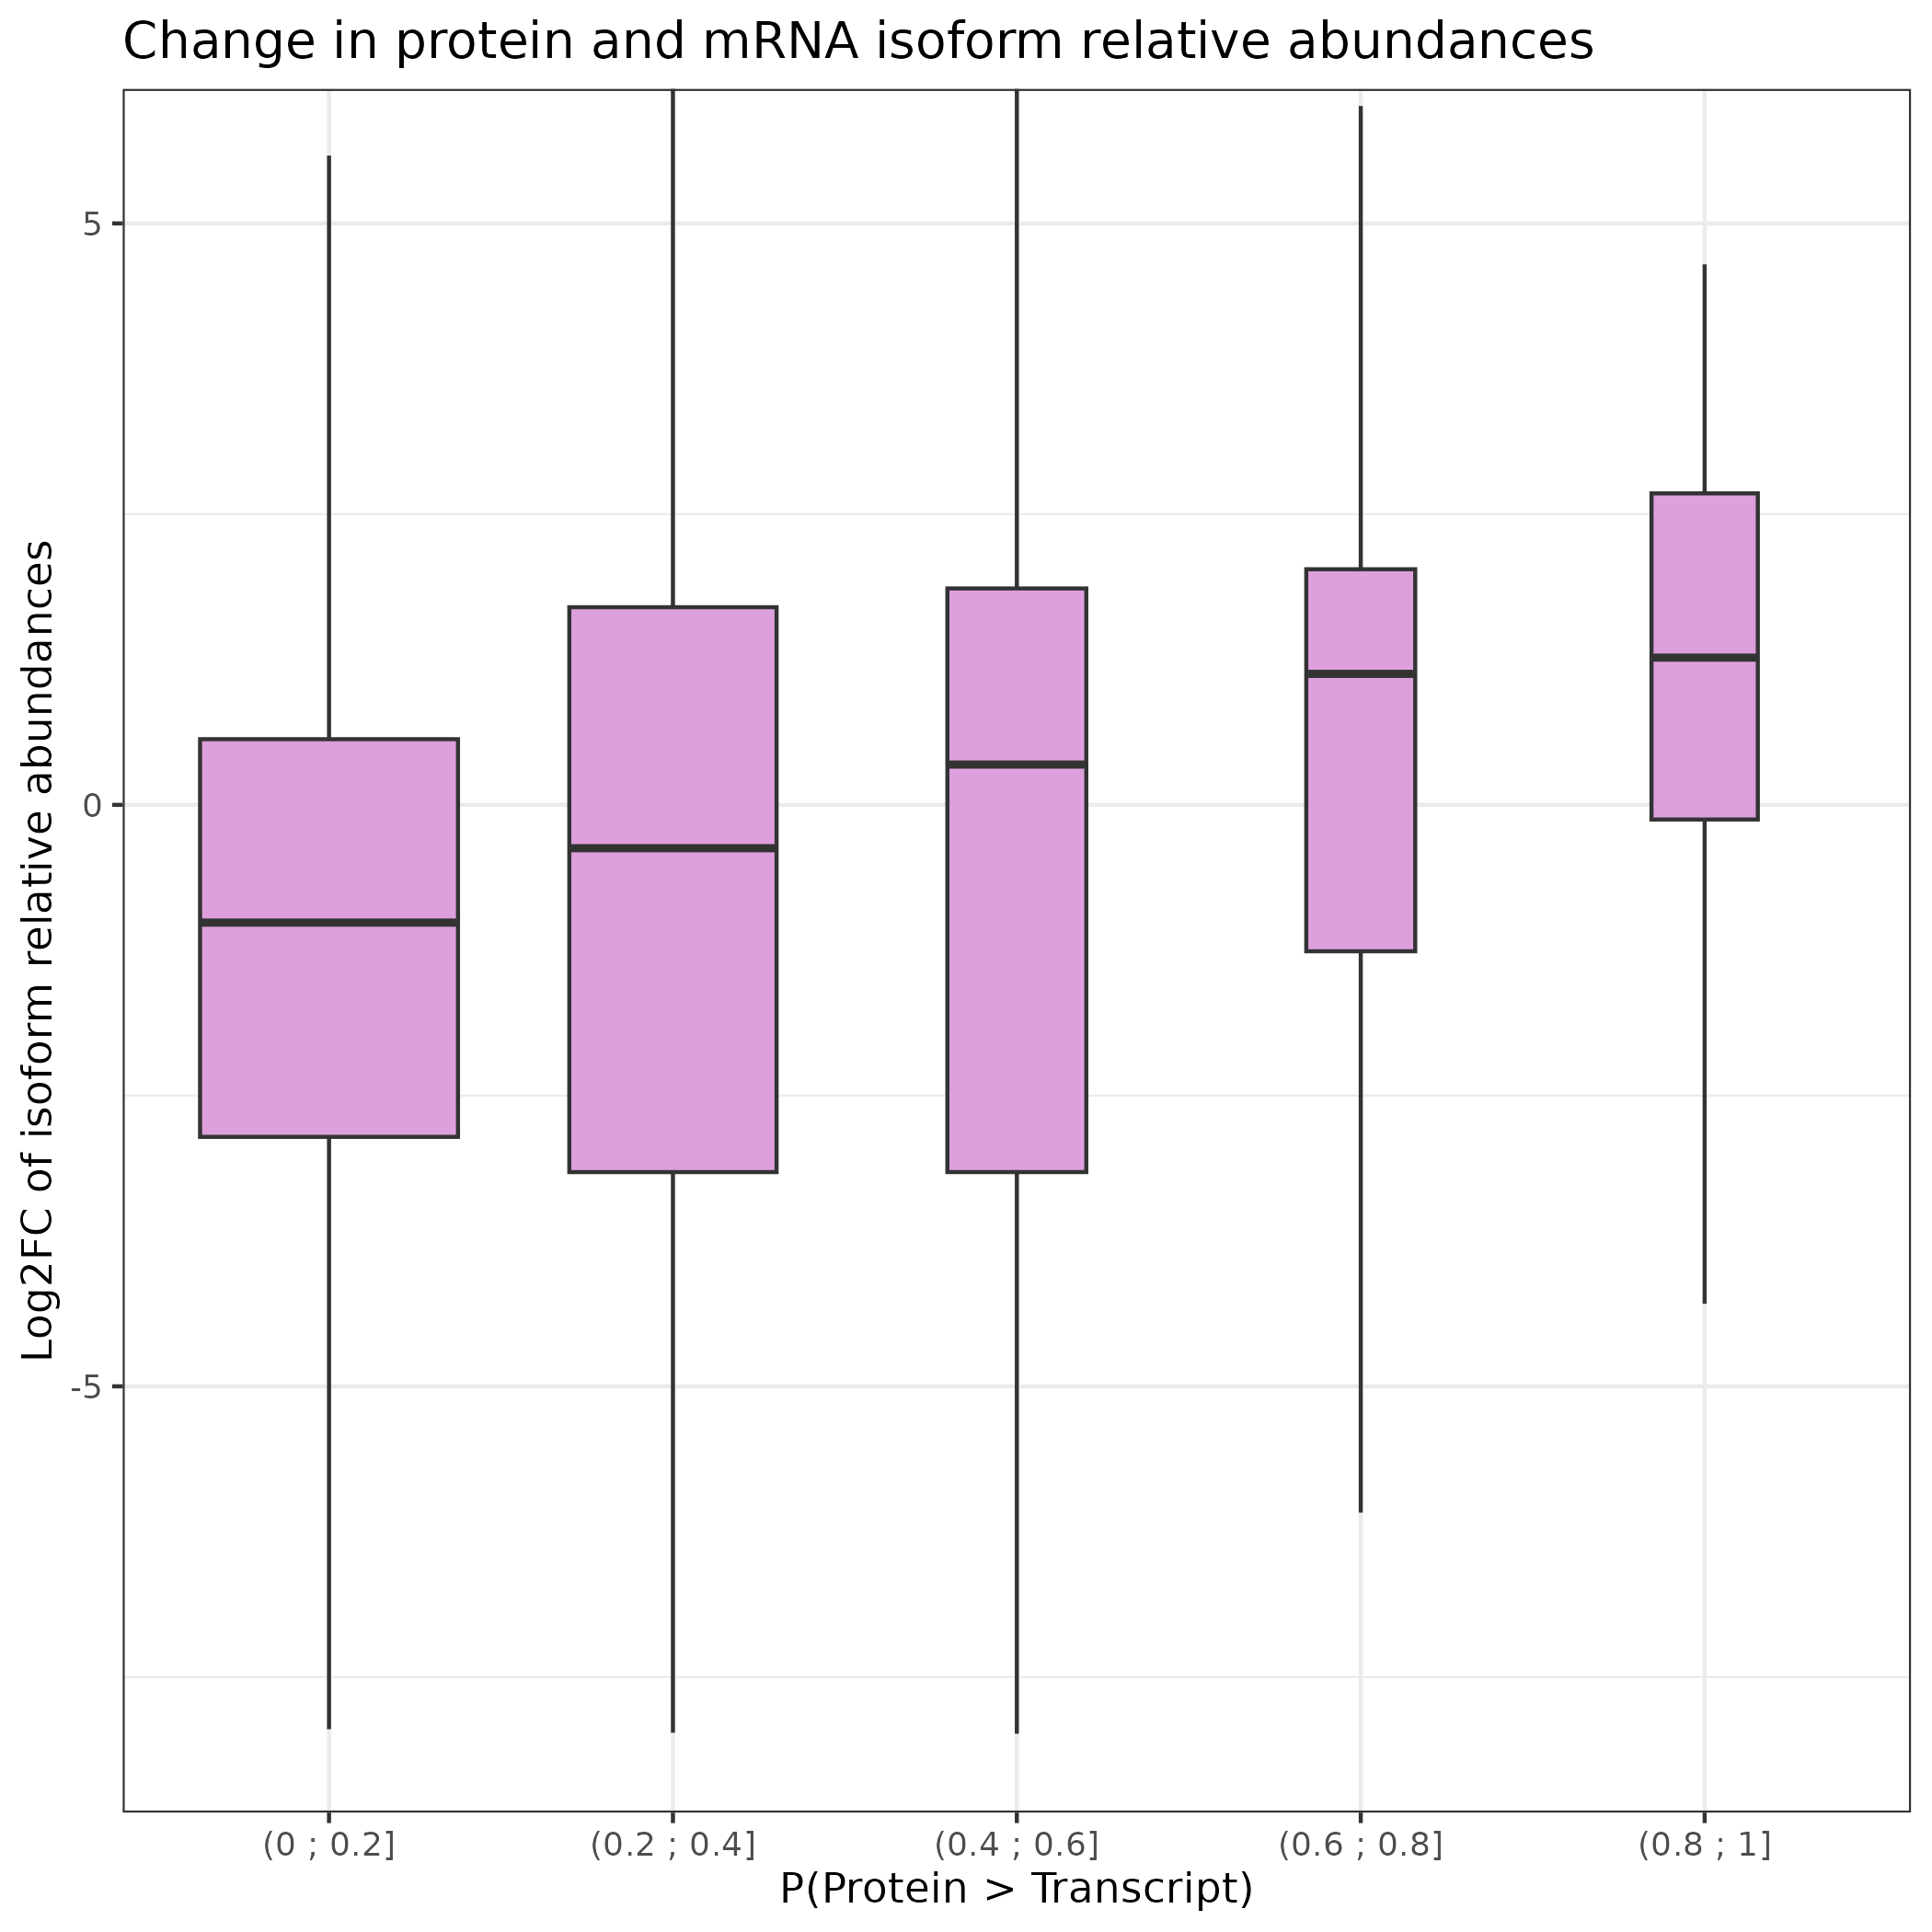 Change in protein and mRNA isoform relative abundances
Log2FC of isoform relative abundances
5
0
-5
(0 ; 0.2]
(0.2 ; 0.4]
(0.4 ; 0.6]
(0.6 ; 0.8]
(0.8 ; 1]
P(Protein > Transcript)